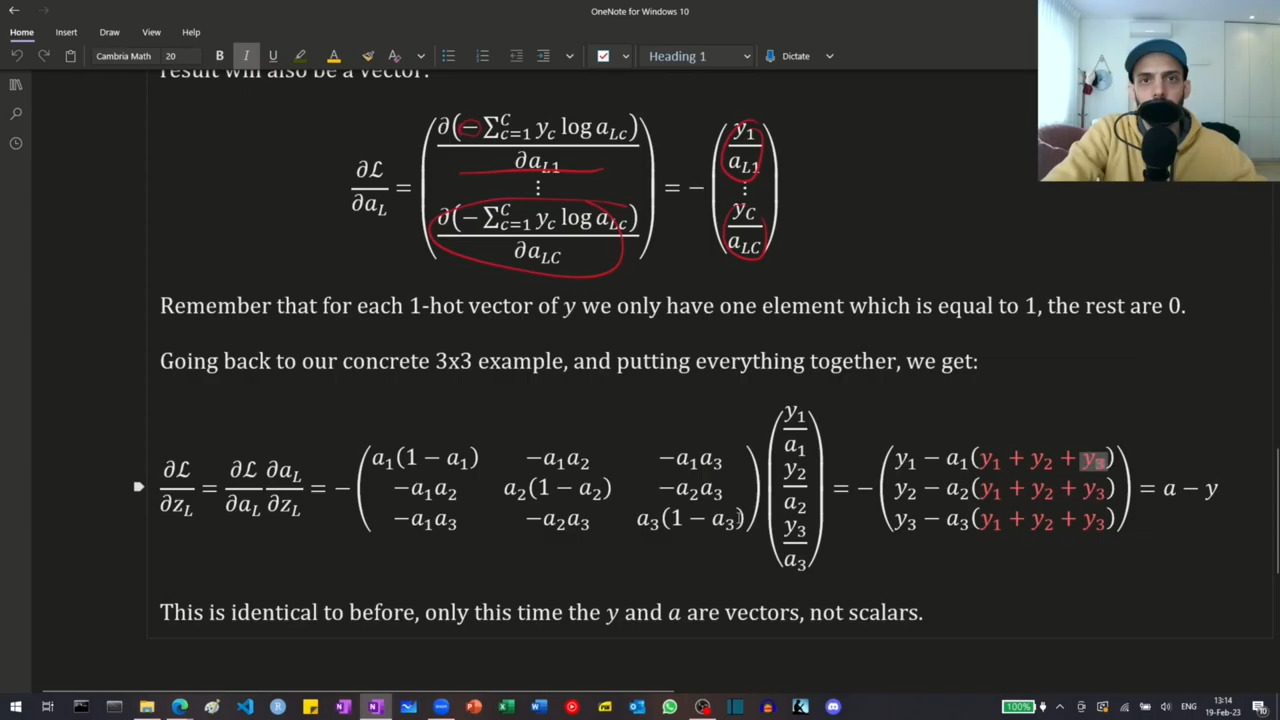 OneNote for Windows 10
Home Insert Draw View Help
Cambria Math 20 B I U A Heading 1 Dictate
result will also be a vector:
∂ℒ/∂a_L = ( ∂(−∑_{c=1}^{C} y_c log a_{Lc})/∂a_{L1} ⋮ ∂(−∑_{c=1}^{C} y_c log a_{Lc})/∂a_{LC} ) = − ( y_1/a_{L1} ⋮ y_C/a_{LC} )
Remember that for each 1-hot vector of y we only have one element which is equal to 1, the rest are 0.
Going back to our concrete 3x3 example, and putting everything together, we get:
∂ℒ/∂z_L = ∂ℒ/∂a_L ∂a_L/∂z_L = − ( a_1(1 − a_1) −a_1a_2 −a_1a_3
−a_1a_2 a_2(1 − a_2) −a_2a_3
−a_1a_3 −a_2a_3 a_3(1 − a_3) ) ( y_1/a_1 y_2/a_2 y_3/a_3 ) = − ( y_1 − a_1(y_1 + y_2 + y_3)
y_2 − a_2(y_1 + y_2 + y_3)
y_3 − a_3(y_1 + y_2 + y_3) ) = a − y
This is identical to before, only this time the y and a are vectors, not scalars.
100% ENG 13:14
19-Feb-23